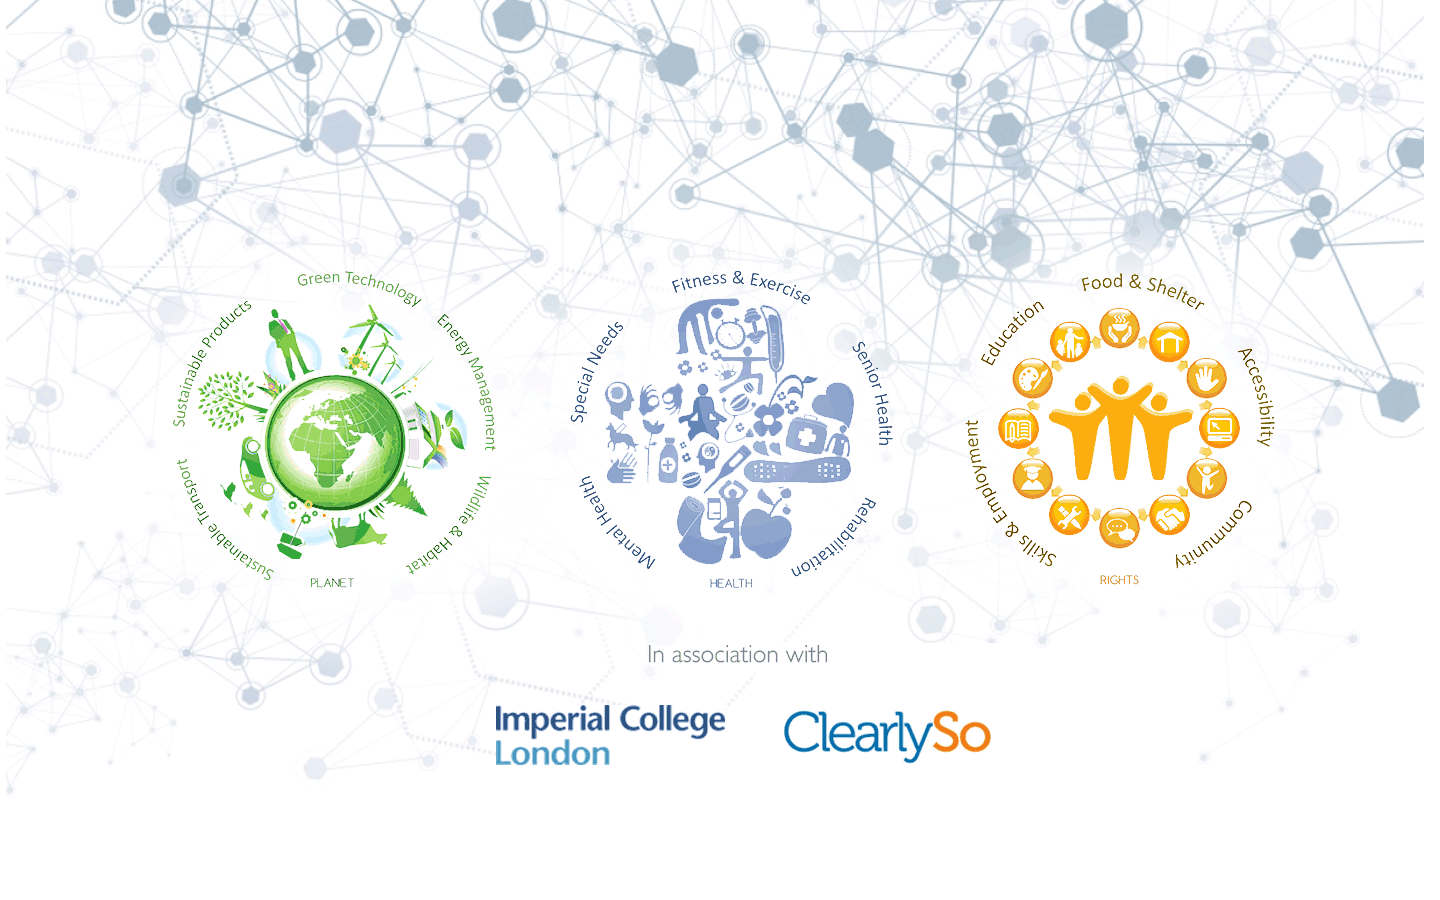 Green Technology
Sustainable Products
Energy Management
Sustainable Transport
Wildlife & Habitat
PLANET
Fitness & Exercise
Special Needs
Senior Health
Mental Health
Rehabilitation
HEALTH
Food & Shelter
Education
Accessibility
Skills & Employment
Community
RIGHTS
In association with
Imperial College
London
ClearlySo